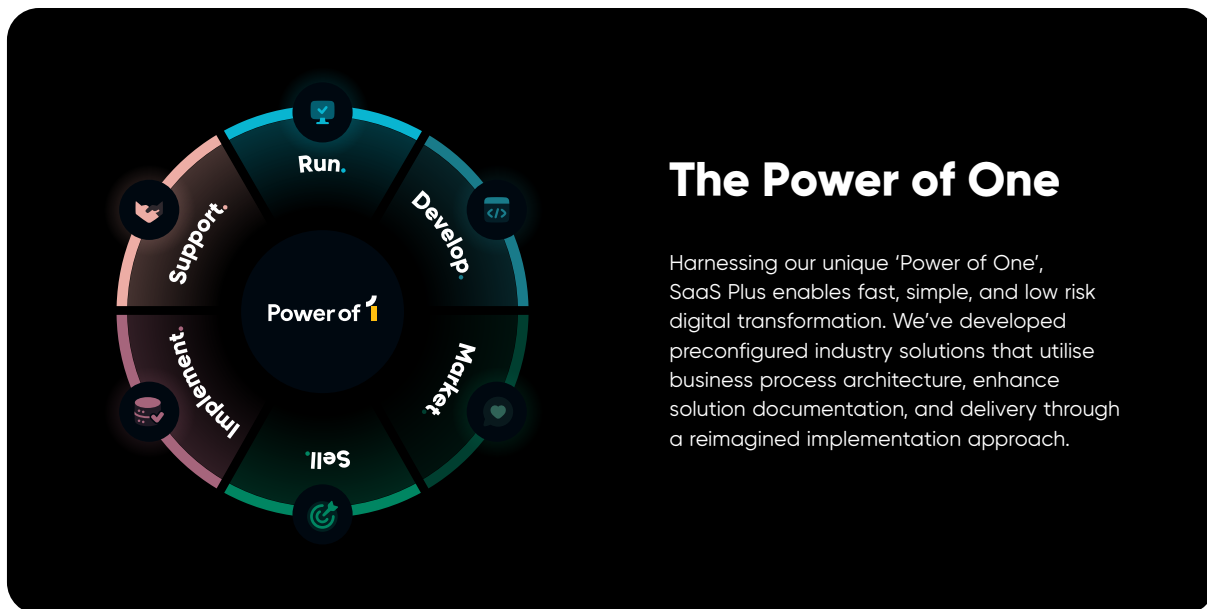 Run.
Develop.
Market.
Sell.
Implement.
Support.
Power of 1
The Power of One
Harnessing our unique ‘Power of One’,
SaaS Plus enables fast, simple, and low risk
digital transformation. We’ve developed
preconfigured industry solutions that utilise
business process architecture, enhance
solution documentation, and delivery through
a reimagined implementation approach.